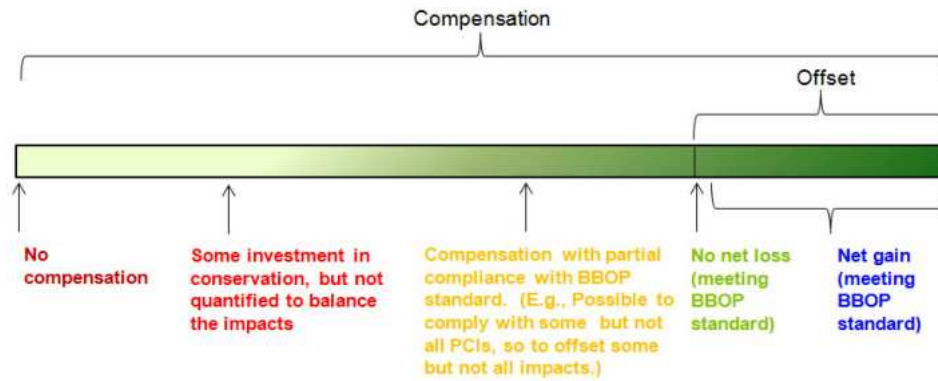 Compensation
Offset
No
compensation
Some investment in
conservation, but not
quantified to balance
the impacts
Compensation with partial
compliance with BBOP
standard. (E.g., Possible to
comply with some but not
all PCIs, so to offset some
but not all impacts.)
No net loss
(meeting
BBOP
standard)
Net gain
(meeting
BBOP
standard)